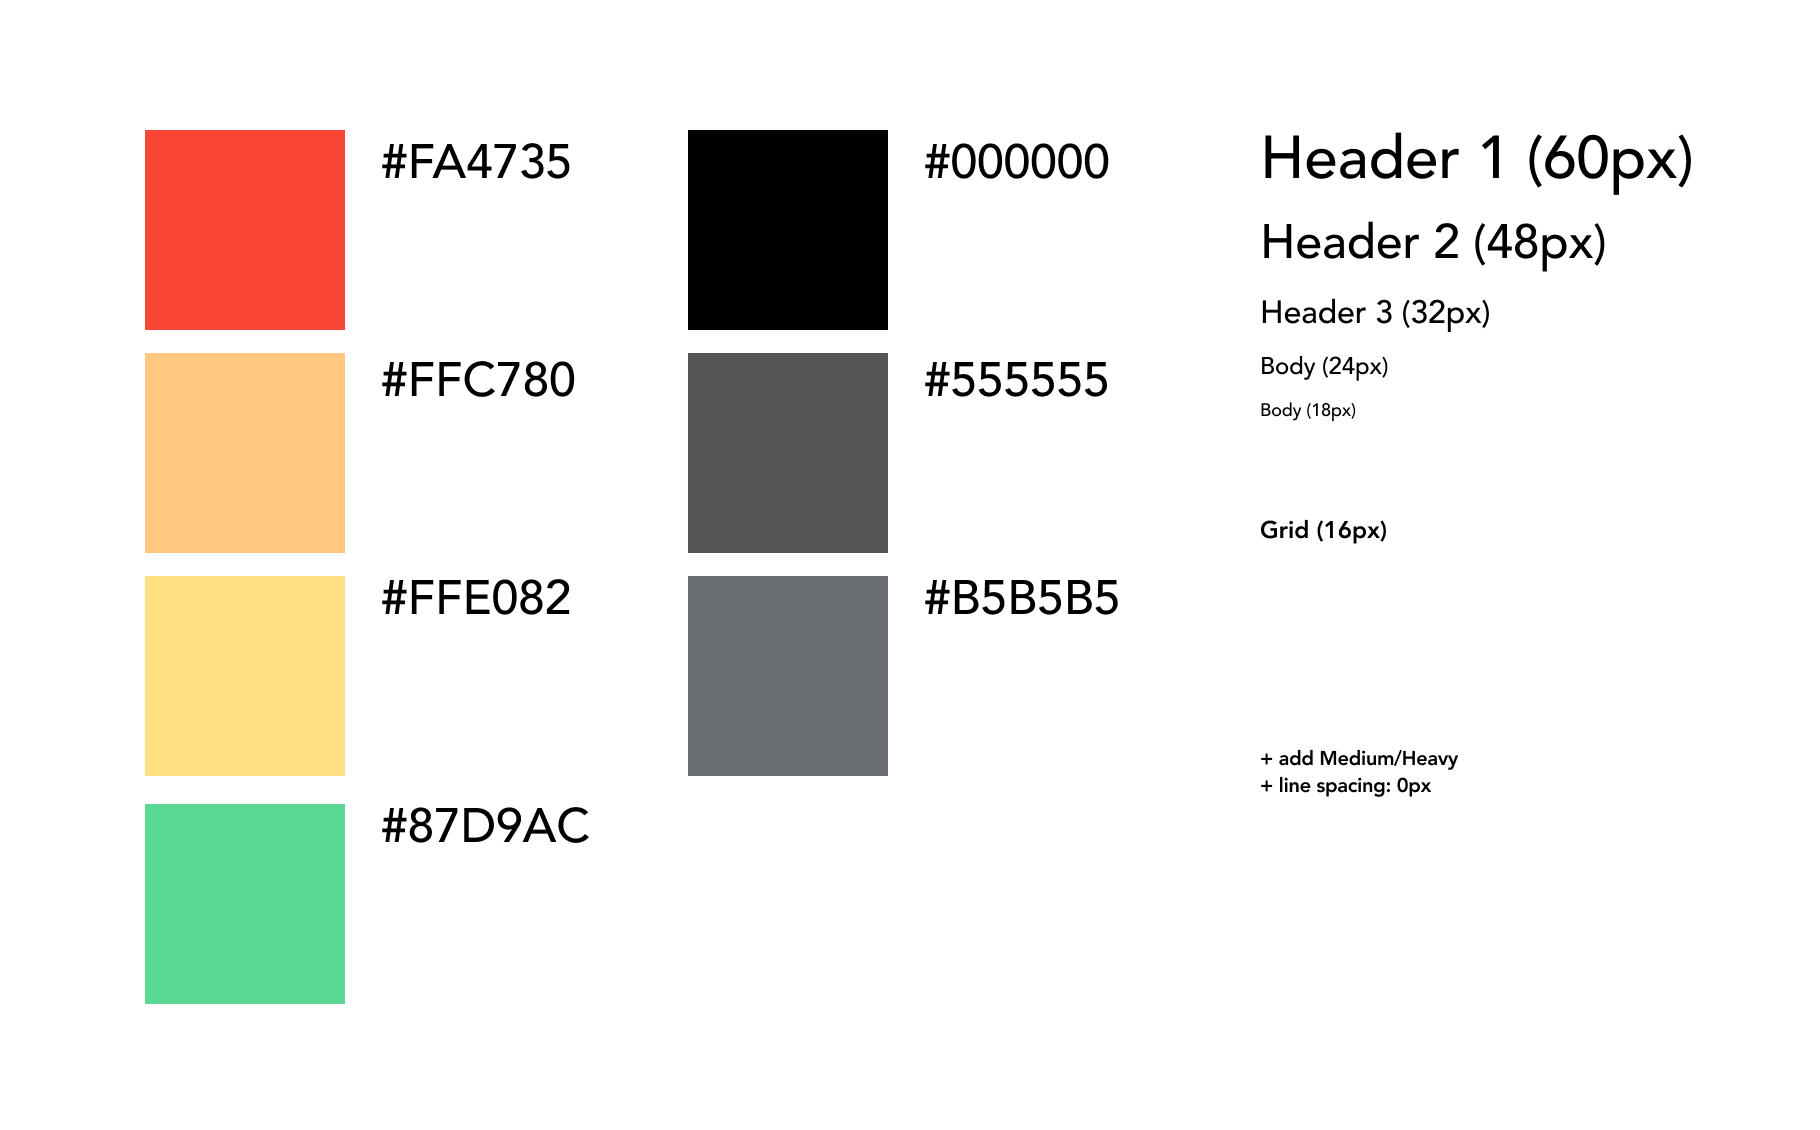 #FA4735
#FFC780
#FFE082
#87D9AC
#000000
#555555
#B5B5B5
Header 1 (60px)
Header 2 (48px)
Header 3 (32px)
Body (24px)
Body (18px)
Grid (16px)
+ add Medium/Heavy
+ line spacing: 0px